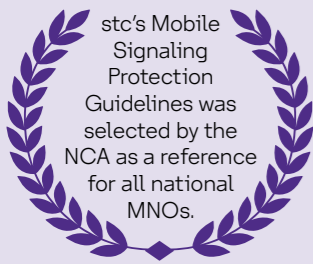 stc’s Mobile
Signaling
Protection
Guidelines was
selected by the
NCA as a reference
for all national
MNOs.